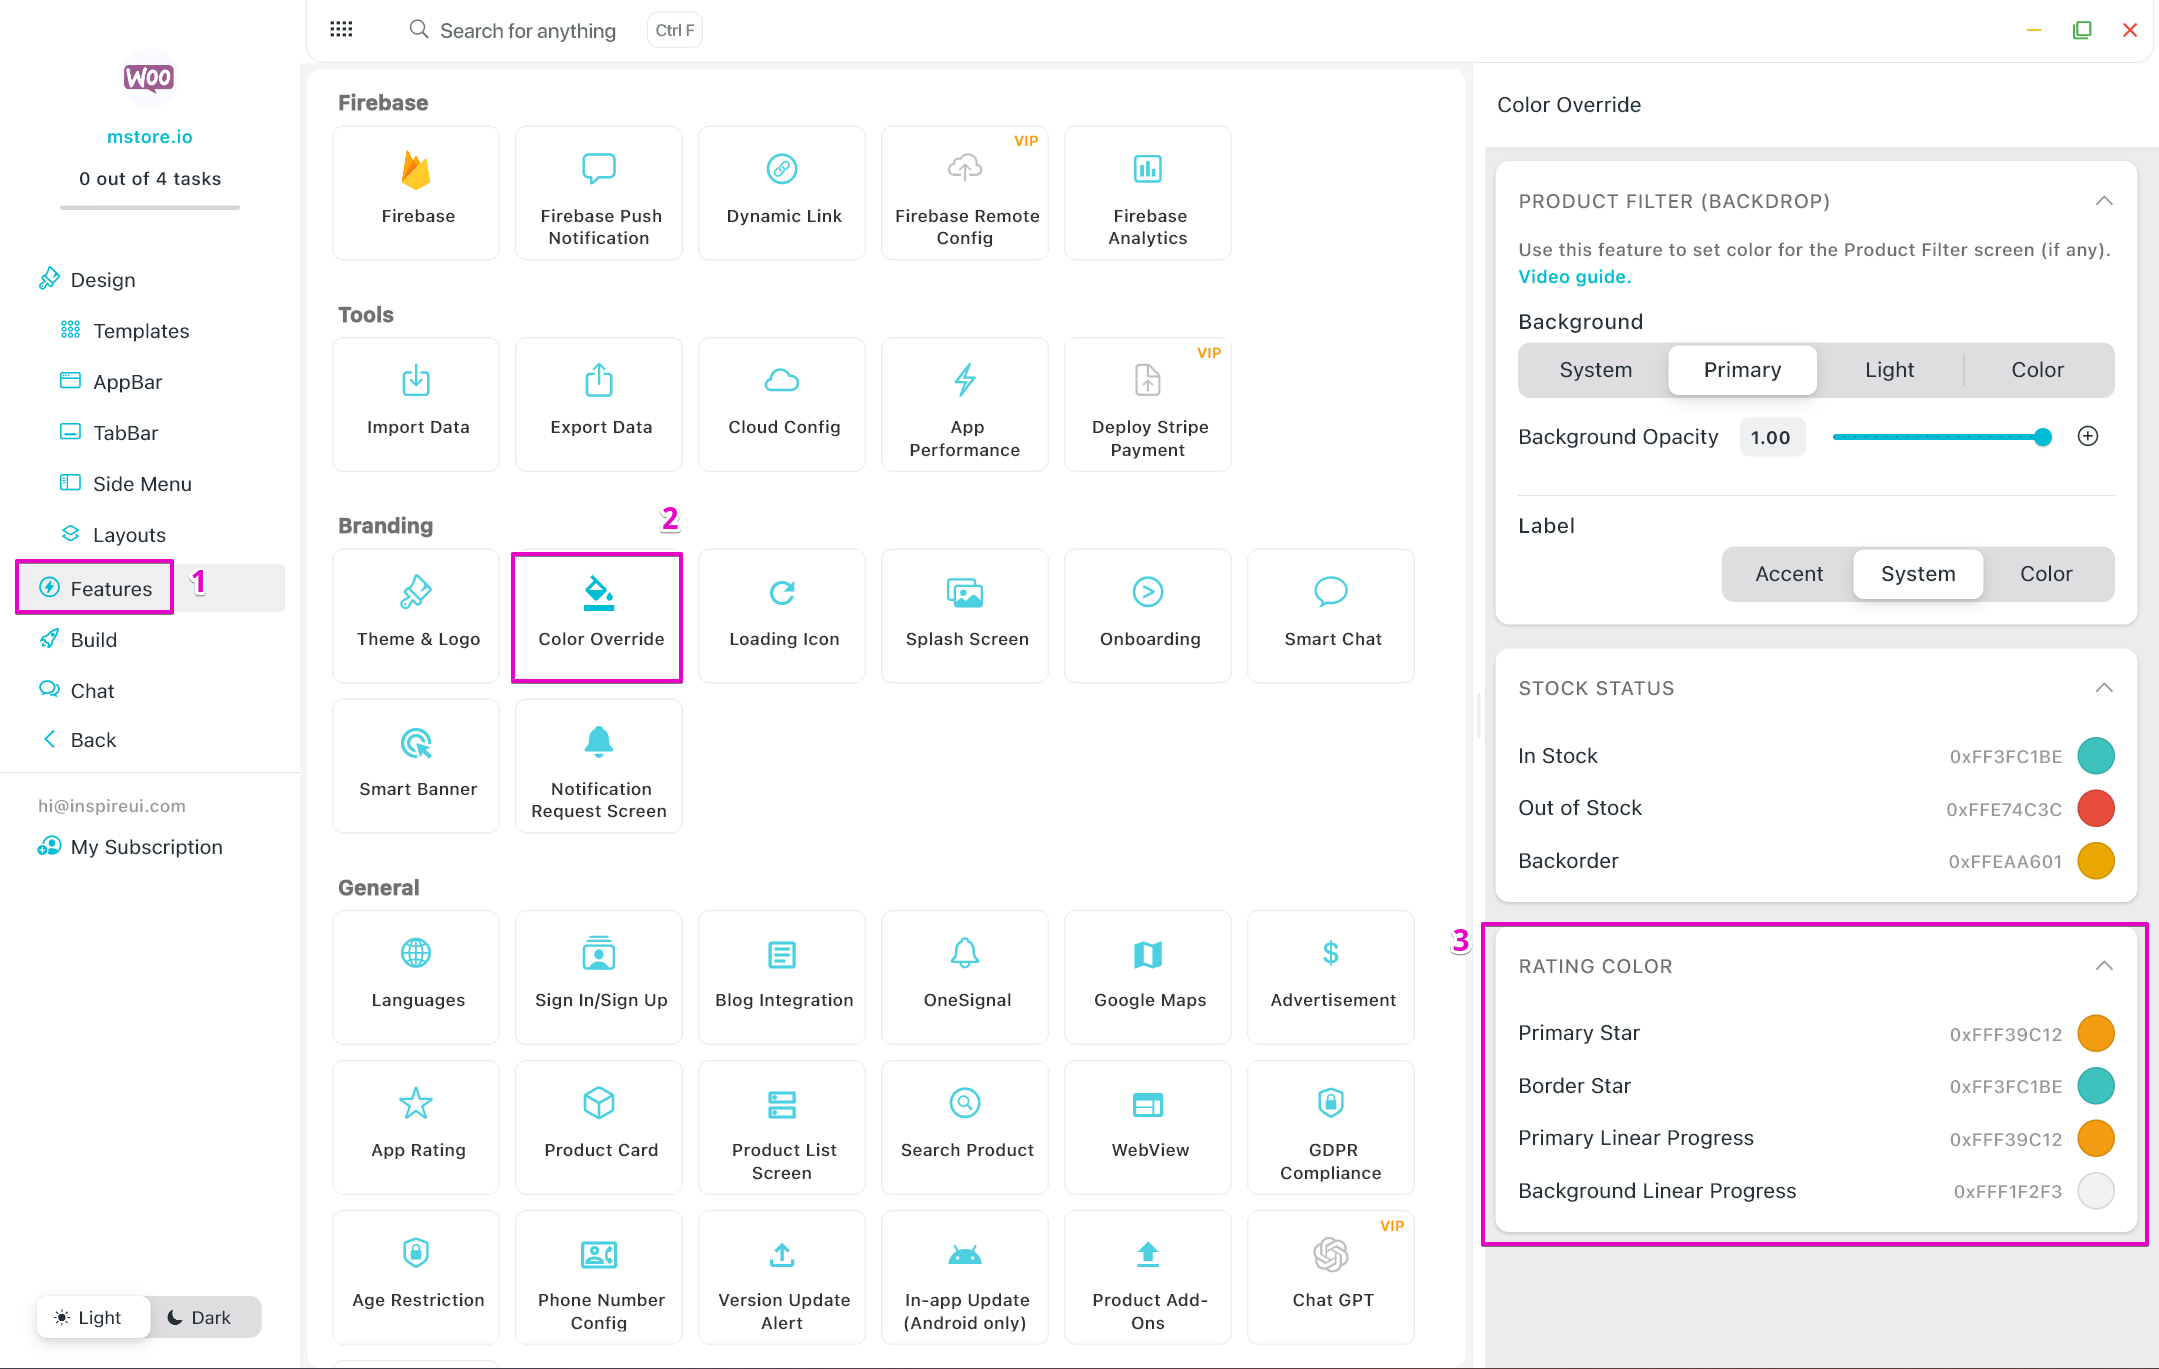 Search for anything
Ctrl F
WOO
mstore.io
0 out of 4 tasks
Design
Templates
AppBar
TabBar
Side Menu
Layouts
Features
1
Build
Chat
Back
hi@inspireui.com
My Subscription
Light
Dark
Firebase
Firebase
Firebase Push
Notification
Dynamic Link
VIP
Firebase Remote
Config
Firebase
Analytics
Tools
Import Data
Export Data
Cloud Config
App
Performance
VIP
Deploy Stripe
Payment
Branding
2
Theme & Logo
Color Override
Loading Icon
Splash Screen
Onboarding
Smart Chat
Smart Banner
Notification
Request Screen
General
Languages
Sign In/Sign Up
Blog Integration
OneSignal
Google Maps
Advertisement
App Rating
Product Card
Product List
Screen
Search Product
WebView
GDPR
Compliance
Age Restriction
Phone Number
Config
Version Update
Alert
In-app Update
(Android only)
Product Add-
Ons
VIP
Chat GPT
Color Override
PRODUCT FILTER (BACKDROP)
Use this feature to set color for the Product Filter screen (if any).
Video guide.
Background
System Primary Light Color
Background Opacity 1.00
Label
Accent System Color
STOCK STATUS
In Stock 0xFF3FC1BE
Out of Stock 0xFFE74C3C
Backorder 0xFFEAA601
3
RATING COLOR
Primary Star 0xFFF39C12
Border Star 0xFF3FC1BE
Primary Linear Progress 0xFFF39C12
Background Linear Progress 0xFFF1F2F3